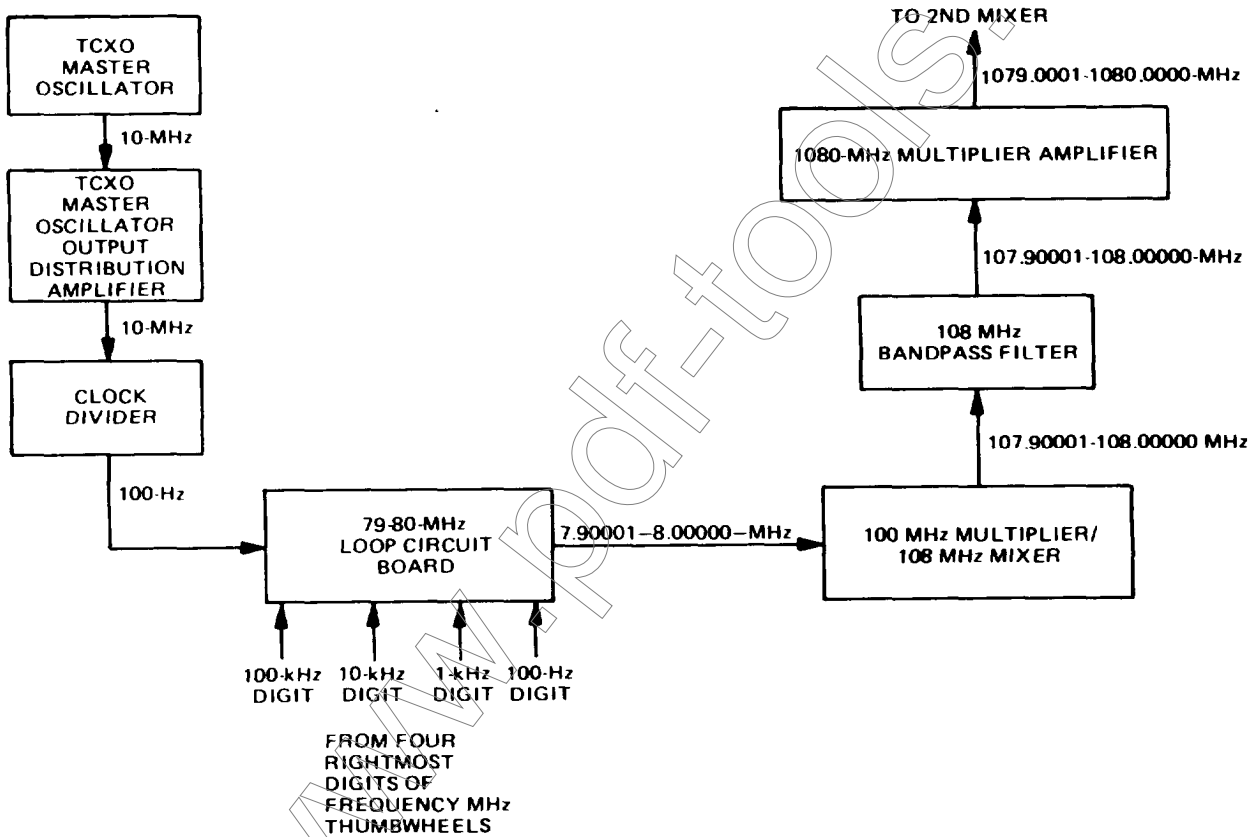 TCXO
MASTER
OSCILLATOR
10-MHz
TCXO
MASTER
OSCILLATOR
OUTPUT
DISTRIBUTION
AMPLIFIER
10-MHz
CLOCK
DIVIDER
100-Hz
79-80-MHz
LOOP CIRCUIT
BOARD
100-kHz
DIGIT
10-kHz
DIGIT
1-kHz
DIGIT
100-Hz
DIGIT
FROM FOUR
RIGHTMOST
DIGITS OF
FREQUENCY MHz
THUMBWHEELS
7.90001-8.00000-MHz
100 MHz MULTIPLIER/
108 MHz MIXER
107.90001-108.00000 MHz
108 MHz
BANDPASS FILTER
107.90001-108.00000-MHz
1080-MHz MULTIPLIER AMPLIFIER
1079.0001-1080.0000-MHz
TO 2ND MIXER
www.pdf-tools.